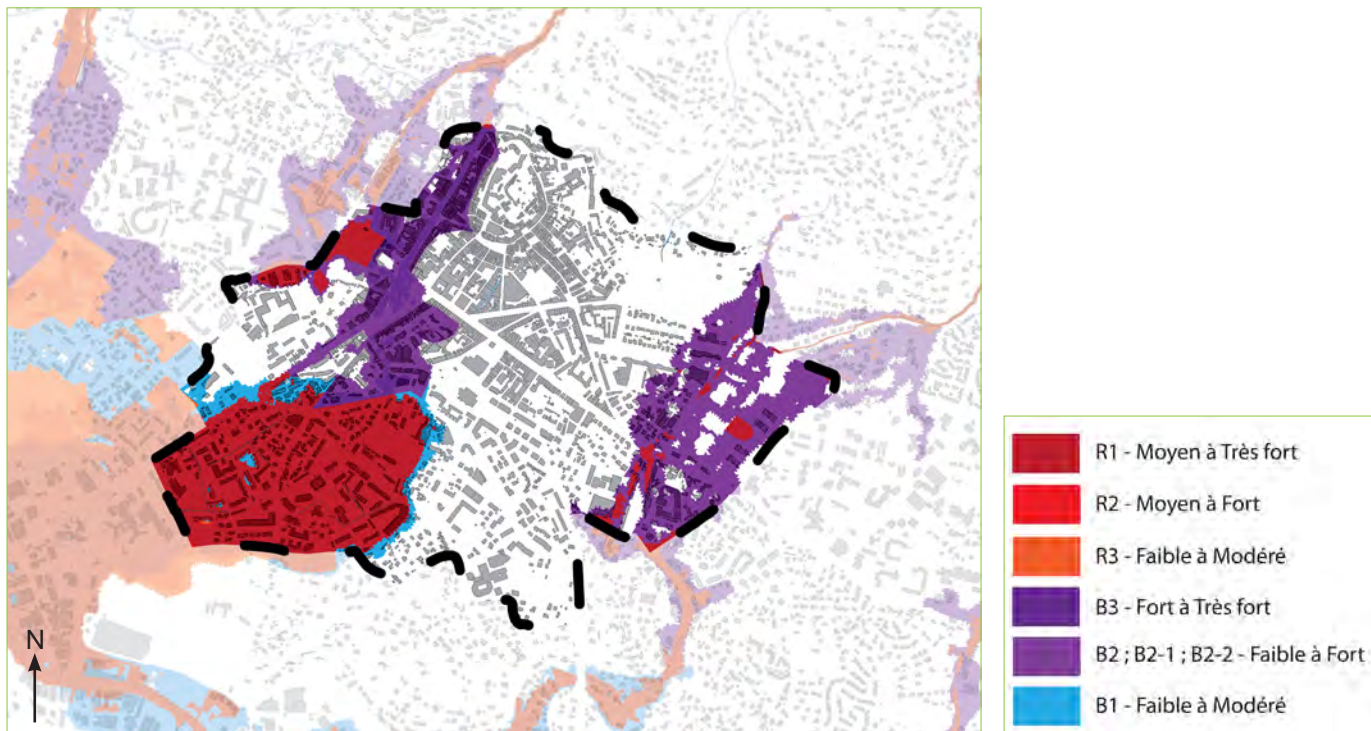 N
R1 - Moyen à Très fort
R2 - Moyen à Fort
R3 - Faible à Modéré
B3 - Fort à Très fort
B2 ; B2-1 ; B2-2 - Faible à Fort
B1 - Faible à Modéré